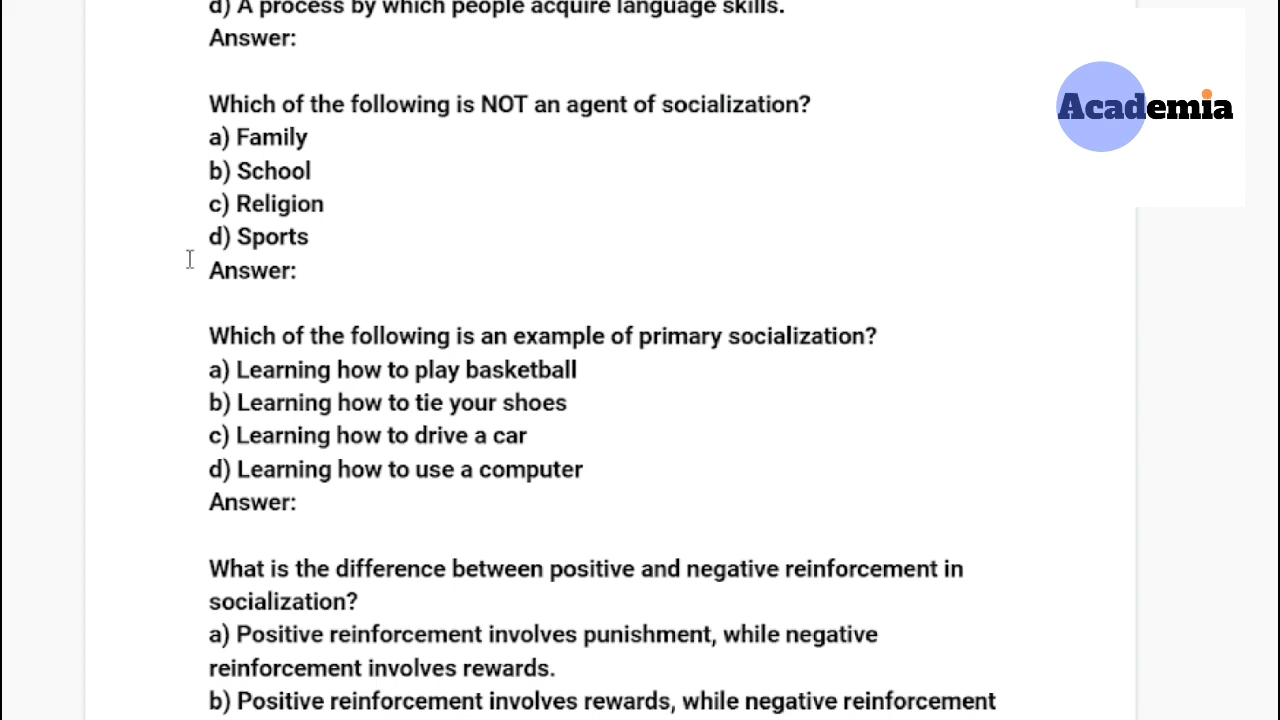 d) A process by which people acquire language skills.
Answer:
Which of the following is NOT an agent of socialization?
a) Family
b) School
c) Religion
d) Sports
Answer:
Which of the following is an example of primary socialization?
a) Learning how to play basketball
b) Learning how to tie your shoes
c) Learning how to drive a car
d) Learning how to use a computer
Answer:
What is the difference between positive and negative reinforcement in
socialization?
a) Positive reinforcement involves punishment, while negative
reinforcement involves rewards.
b) Positive reinforcement involves rewards, while negative reinforcement
Academia